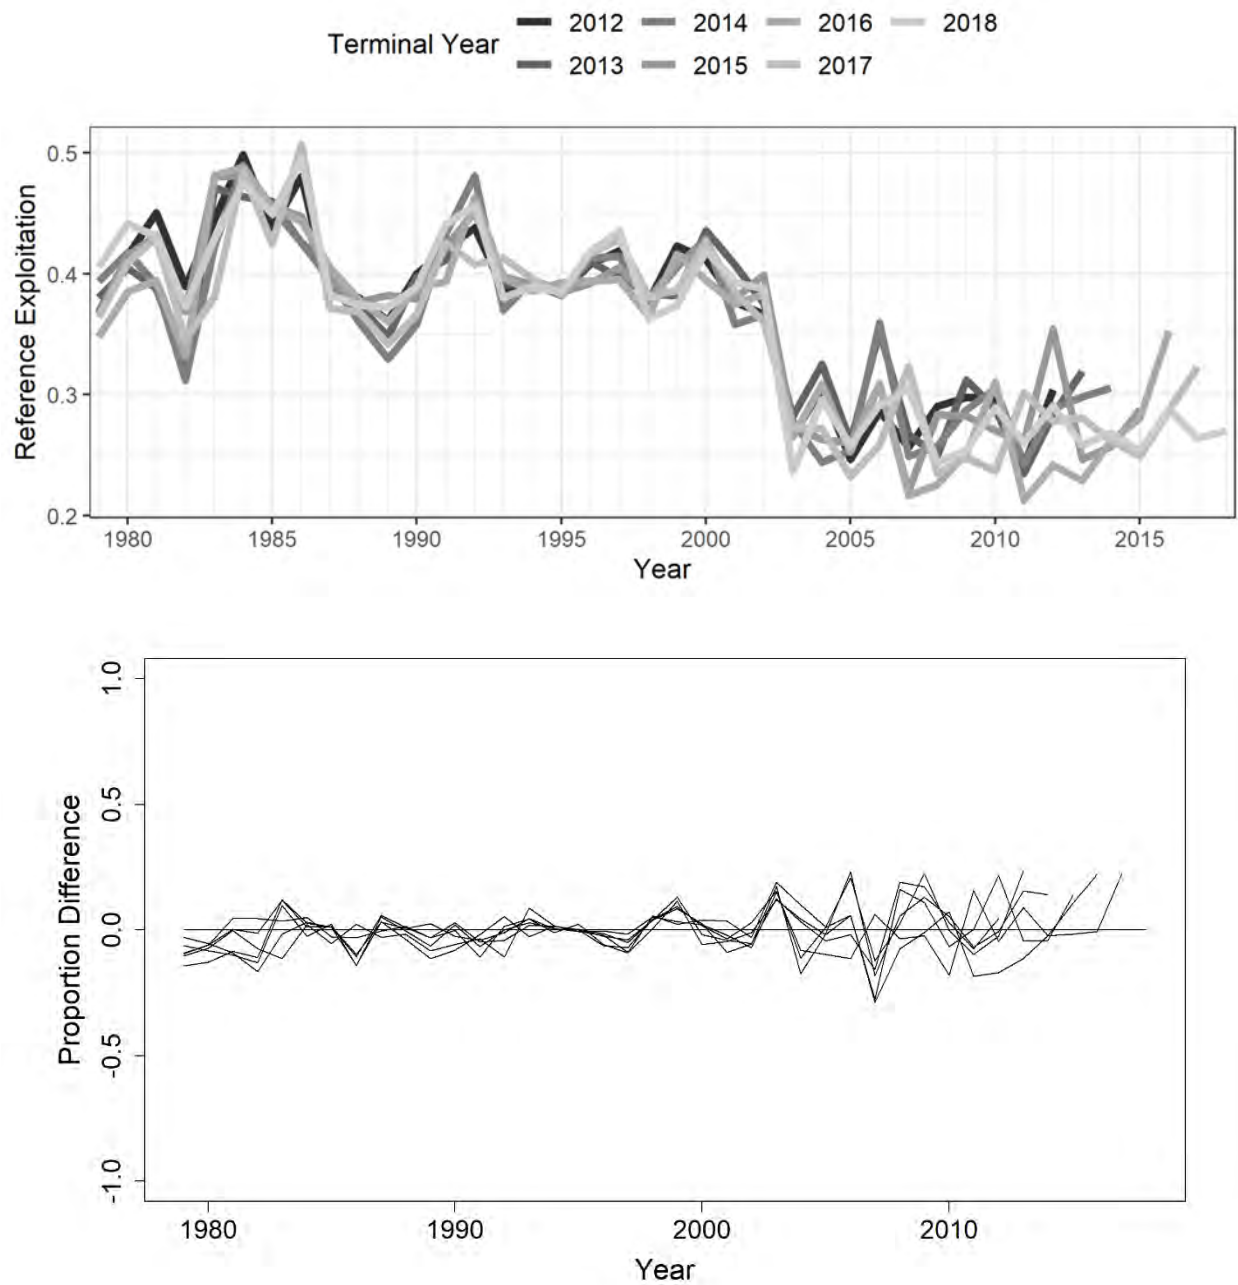 Terminal Year
2012 2014 2016 2018
2013 2015 2017
Reference Exploitation
0.5
0.4
0.3
0.2
1980 1985 1990 1995 2000 2005 2010 2015
Year
Proportion Difference
1.0
0.5
0.0
-0.5
-1.0
1980 1990 2000 2010
Year